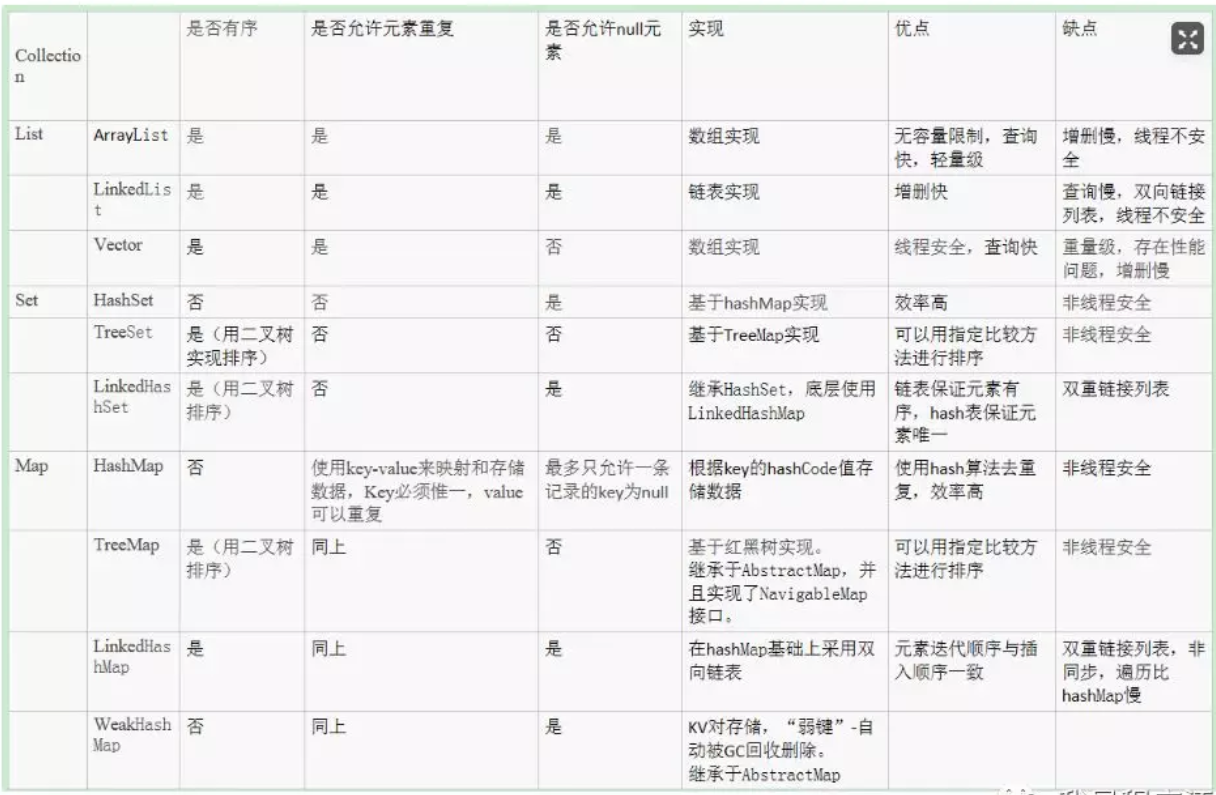 Collectio
n
是否有序
是否允许元素重复
是否允许null元
素
实现
优点
缺点
List
ArrayList
是
是
是
数组实现
无容量限制，查询
快，轻量级
增删慢，线程不安
全
LinkedLis
t
是
是
是
链表实现
增删快
查询慢，双向链接
列表，线程不安全
Vector
是
是
否
数组实现
线程安全，查询快
重量级，存在性能
问题，增删慢
Set
HashSet
否
否
是
基于hashMap实现
效率高
非线程安全
TreeSet
是（用二叉树
实现排序）
否
否
基于TreeMap实现
可以用指定比较方
法进行排序
非线程安全
LinkedHas
hSet
是（用二叉树
排序）
否
是
继承HashSet，底层使用
LinkedHashMap
链表保证元素有
序，hash表保证元
素唯一
双重链接列表
Map
HashMap
否
使用key-value来映射和存储
数据，Key必须惟一，value
可以重复
最多只允许一条
记录的key为null
根据key的hashCode值存
储数据
使用hash算法去重
复，效率高
非线程安全
TreeMap
是（用二叉树
排序）
同上
否
基于红黑树实现。
继承于AbstractMap，并
且实现了NavigableMap
接口。
可以用指定比较方
法进行排序
非线程安全
LinkedHas
hMap
是
同上
是
在hashMap基础上采用双
向链表
元素迭代顺序与插
入顺序一致
双重链接列表，非
同步，遍历比
hashMap慢
WeakHash
Map
否
同上
是
KV对存储，“弱键”-自
动被GC回收删除。
继承于AbstractMap